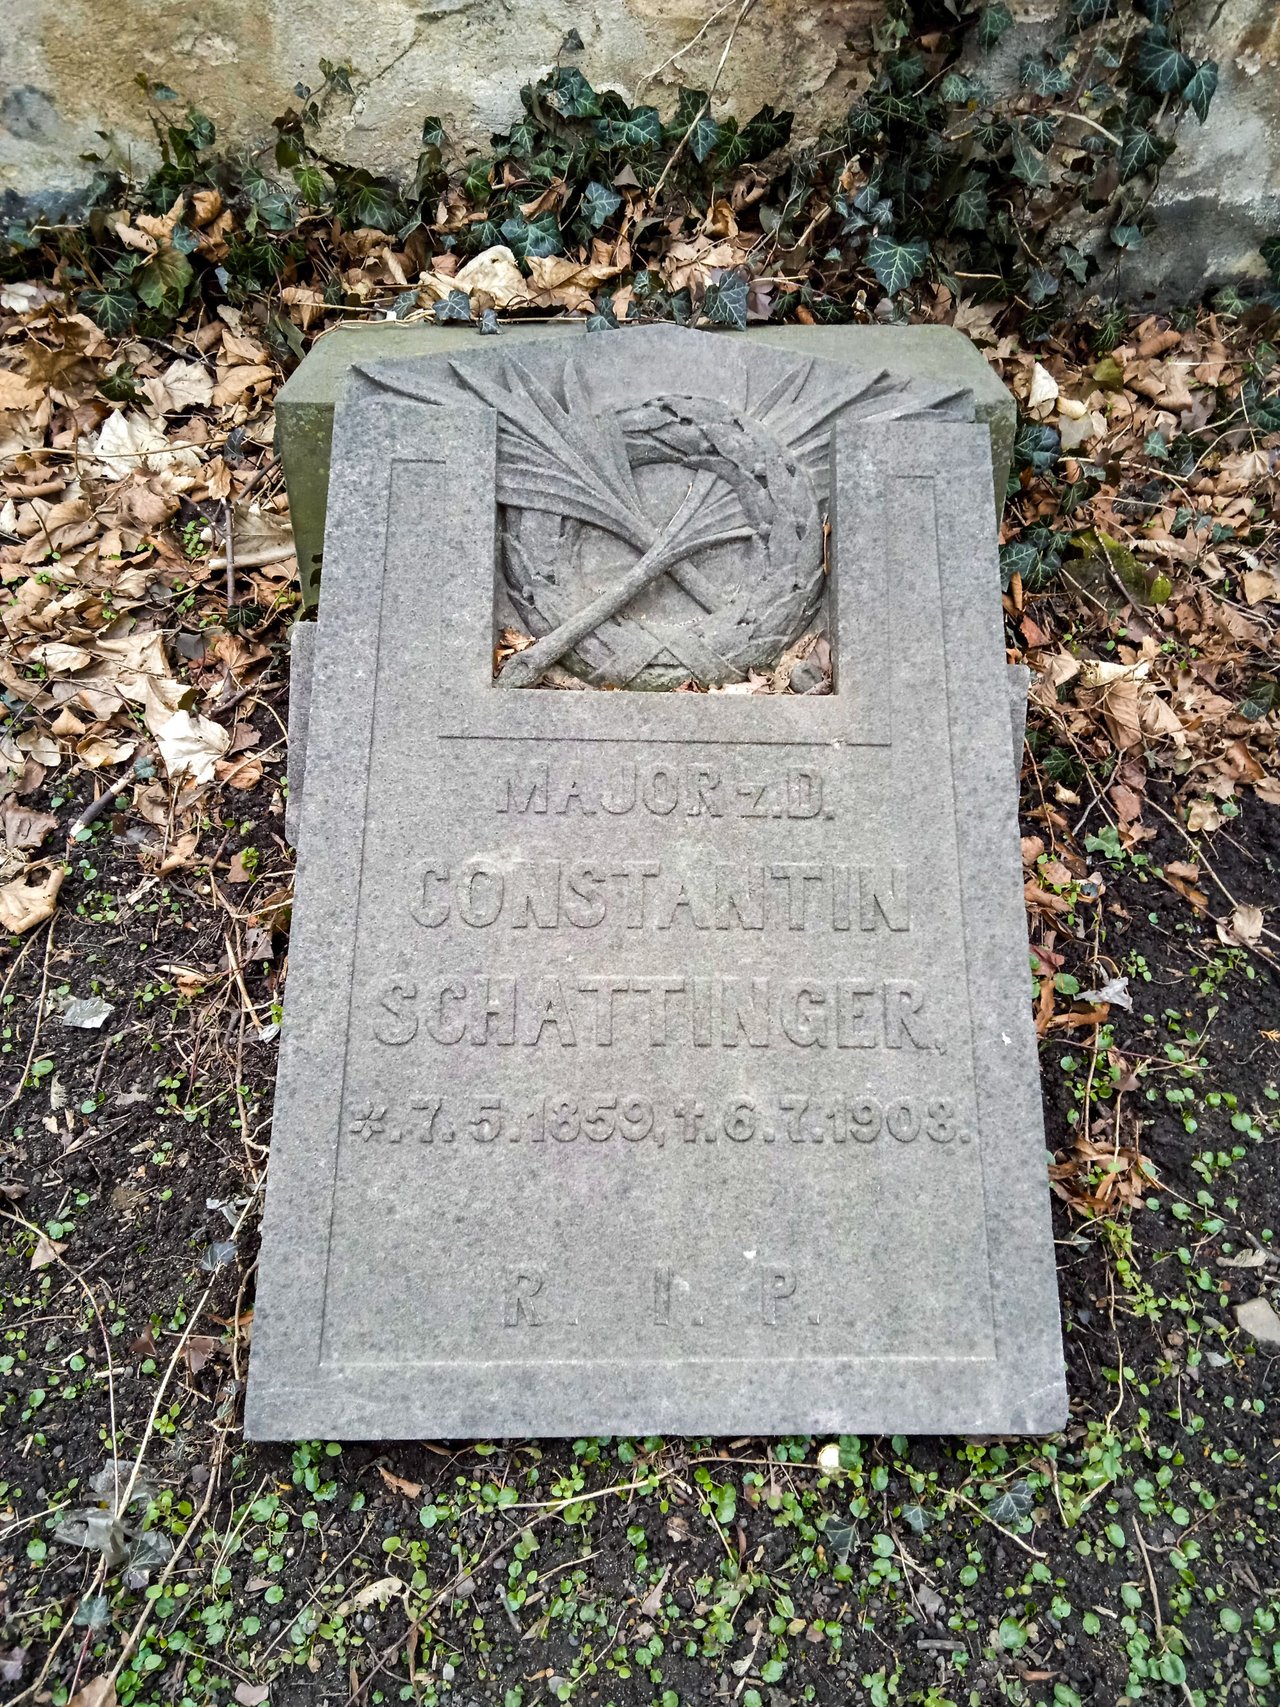 MAJOR z.D.
CONSTANTIN
SCHATTINGER,
*. 7. 5. 1859, †. 6. 7. 1908.
R. I. P.